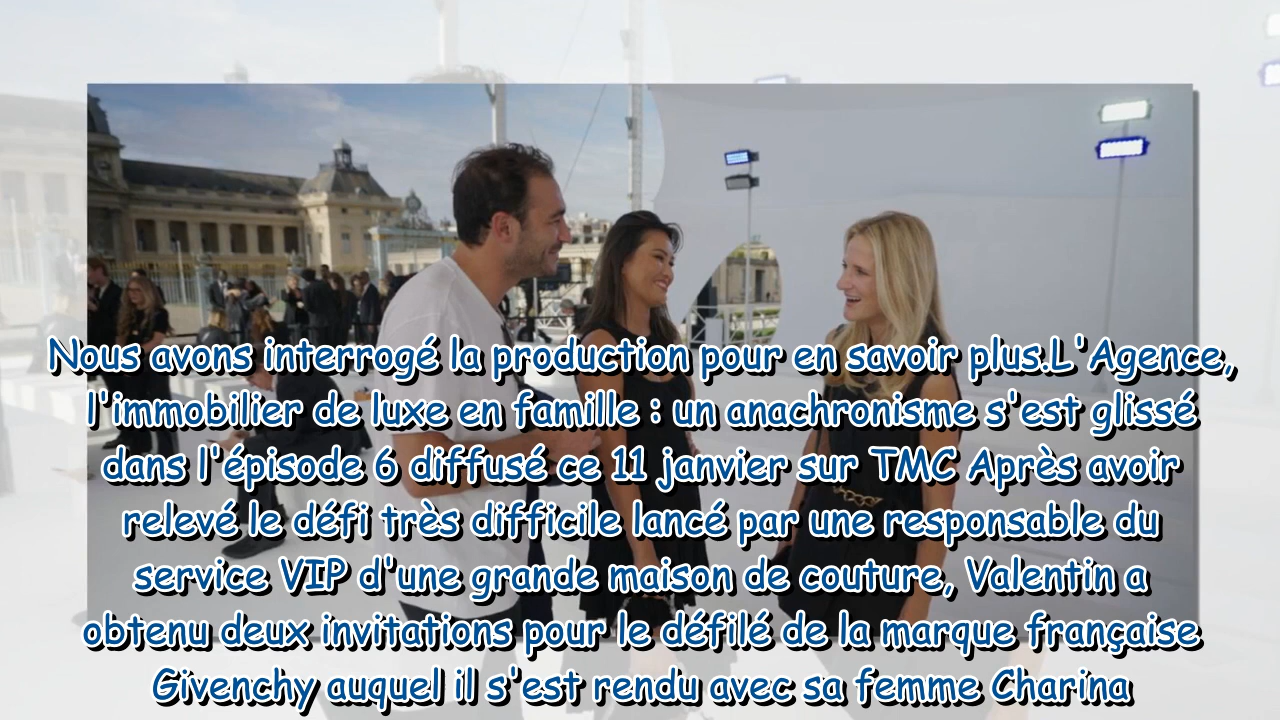 Nous avons interrogé la production pour en savoir plus.L'Agence,
l'immobilier de luxe en famille : un anachronisme s'est glissé
dans l'épisode 6 diffusé ce 11 janvier sur TMC Après avoir
relevé le défi très difficile lancé par une responsable du
service VIP d'une grande maison de couture, Valentin a
obtenu deux invitations pour le défilé de la marque française
Givenchy auquel il s'est rendu avec sa femme Charina